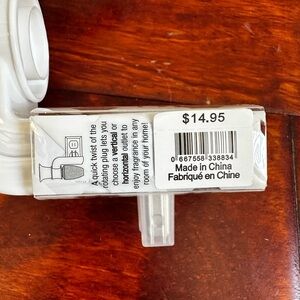 A quick twist of the
rotating plug lets you
choose a vertical or
horizontal outlet to
enjoy fragrance in any
room of your home!
$14.95
0 667558 338834
Made in China
Fabriqué en Chine